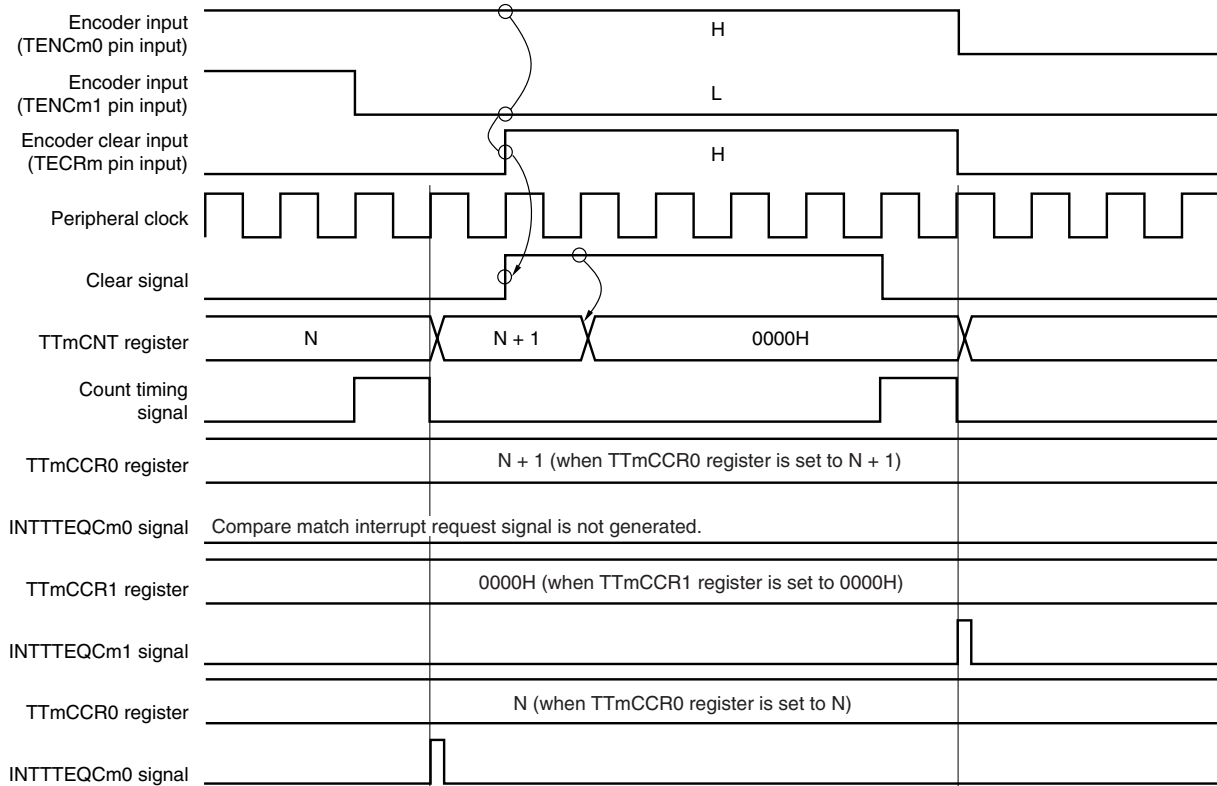 Encoder input
(TENCm0 pin input)
H
Encoder input
(TENCm1 pin input)
L
Encoder clear input
(TECRm pin input)
H
Peripheral clock
Clear signal
TTmCNT register
N
N + 1
0000H
Count timing
signal
TTmCCR0 register
N + 1 (when TTmCCR0 register is set to N + 1)
INTTTEQCm0 signal
Compare match interrupt request signal is not generated.
TTmCCR1 register
0000H (when TTmCCR1 register is set to 0000H)
INTTTEQCm1 signal
TTmCCR0 register
N (when TTmCCR0 register is set to N)
INTTTEQCm0 signal